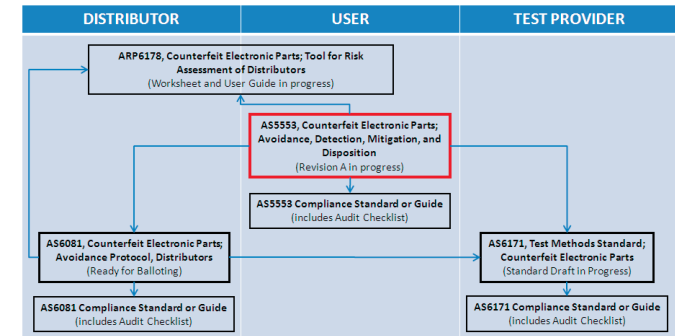 DISTRIBUTOR
USER
TEST PROVIDER
ARP6178, Counterfeit Electronic Parts; Tool for Risk
Assessment of Distributors
(Worksheet and User Guide in progress)
AS5553, Counterfeit Electronic Parts;
Avoidance, Detection, Mitigation, and
Disposition
(Revision A in progress)
AS5553 Compliance Standard or Guide
(includes Audit Checklist)
AS6081, Counterfeit Electronic Parts;
Avoidance Protocol, Distributors
(Ready for Balloting)
AS6171, Test Methods Standard;
Counterfeit Electronic Parts
(Standard Draft in Progress)
AS6081 Compliance Standard or Guide
(includes Audit Checklist)
AS6171 Compliance Standard or Guide
(includes Audit Checklist)